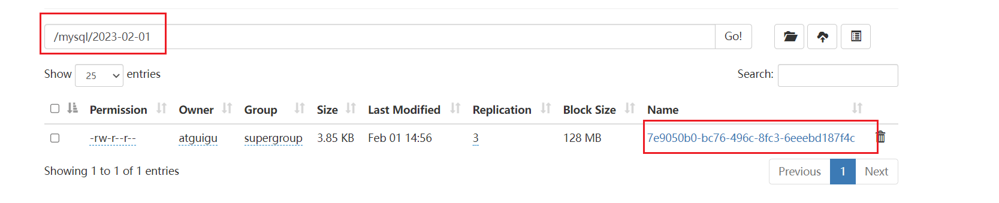 /mysql/2023-02-01 Go!
Show 25 entries Search:
Permission Owner Group Size Last Modified Replication Block Size Name
-rw-r--r-- atguigu supergroup 3.85 KB Feb 01 14:56 3 128 MB 7e9050b0-bc76-496c-8fc3-6eeebd187f4c
Showing 1 to 1 of 1 entries Previous 1 Next